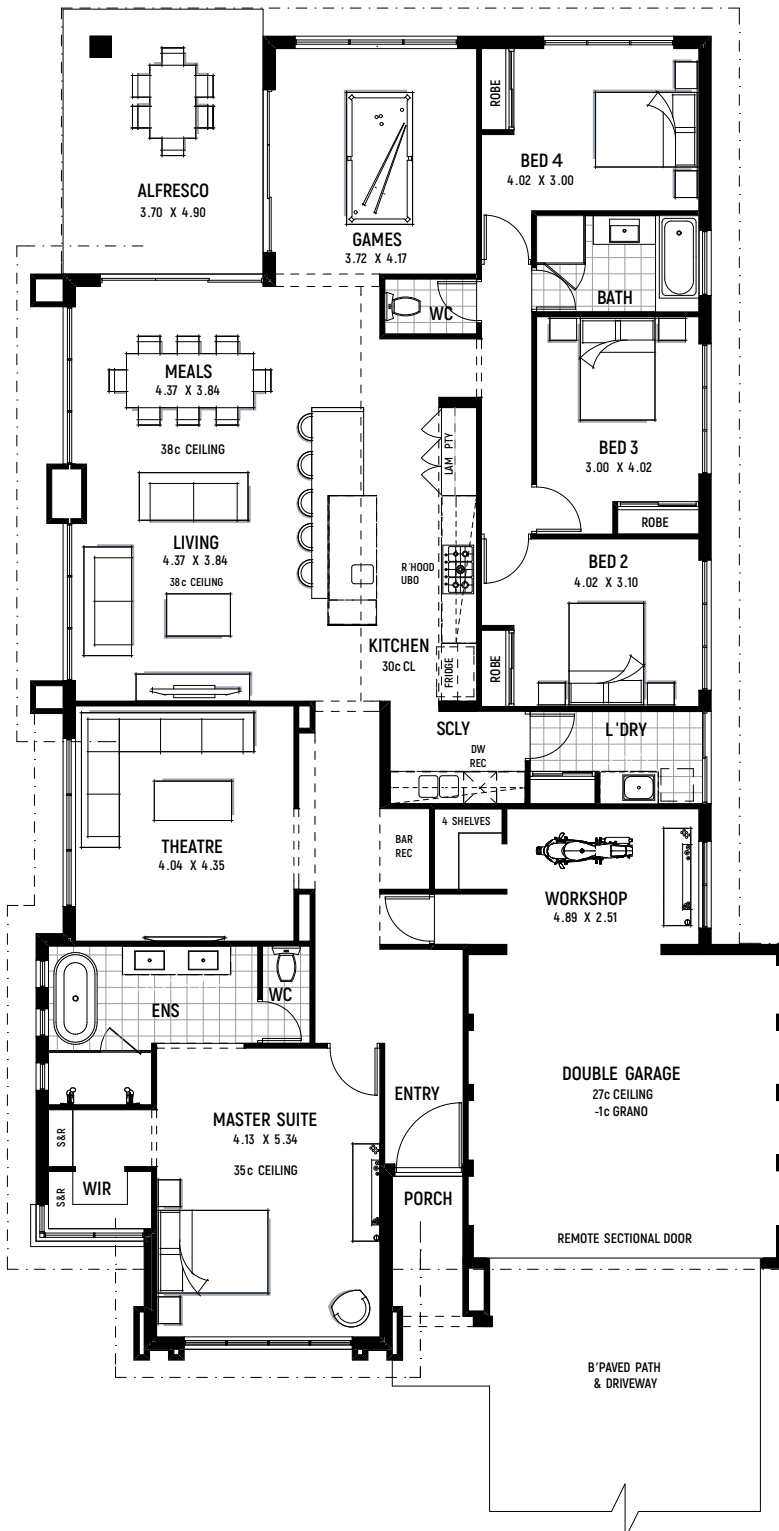 ROBE
BED 4
4.02 X 3.00
ALFRESCO
3.70 X 4.90
GAMES
3.72 X 4.17
BATH
WC
MEALS
4.37 X 3.84
38c CEILING
LAM PTY
BED 3
3.00 X 4.02
ROBE
LIVING
4.37 X 3.84
38c CEILING
R'HOOD
UBO
BED 2
4.02 X 3.10
KITCHEN
30c CL
FRIDGE
ROBE
SCLY
DW
REC
L'DRY
THEATRE
4.04 X 4.35
BAR
REC
4 SHELVES
WORKSHOP
4.89 X 2.51
ENS
WC
DOUBLE GARAGE
27c CEILING
-1c GRANO
ENTRY
MASTER SUITE
4.13 X 5.34
35c CEILING
S&R
WIR
S&R
PORCH
REMOTE SECTIONAL DOOR
B'PAVED PATH
& DRIVEWAY